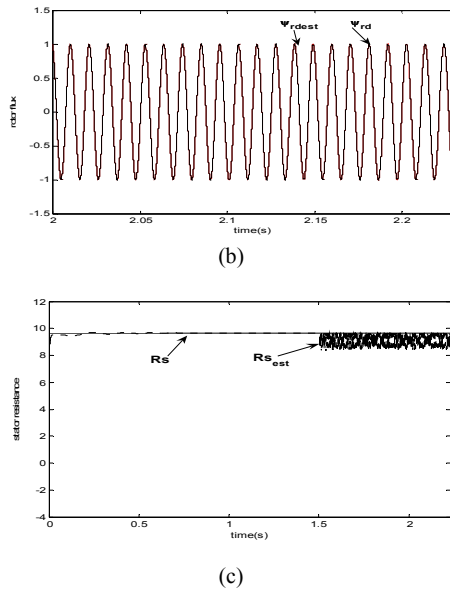 Ψrdest Ψrd
1.5
1
0.5
0
-0.5
-1
-1.5
rotor flux
2 2.05 2.1 2.15 2.2
time(s)
(b)
12
10
8
6
4
2
0
-2
-4
stator resistance
Rs
Rsest
0 0.5 1 1.5 2
time(s)
(c)